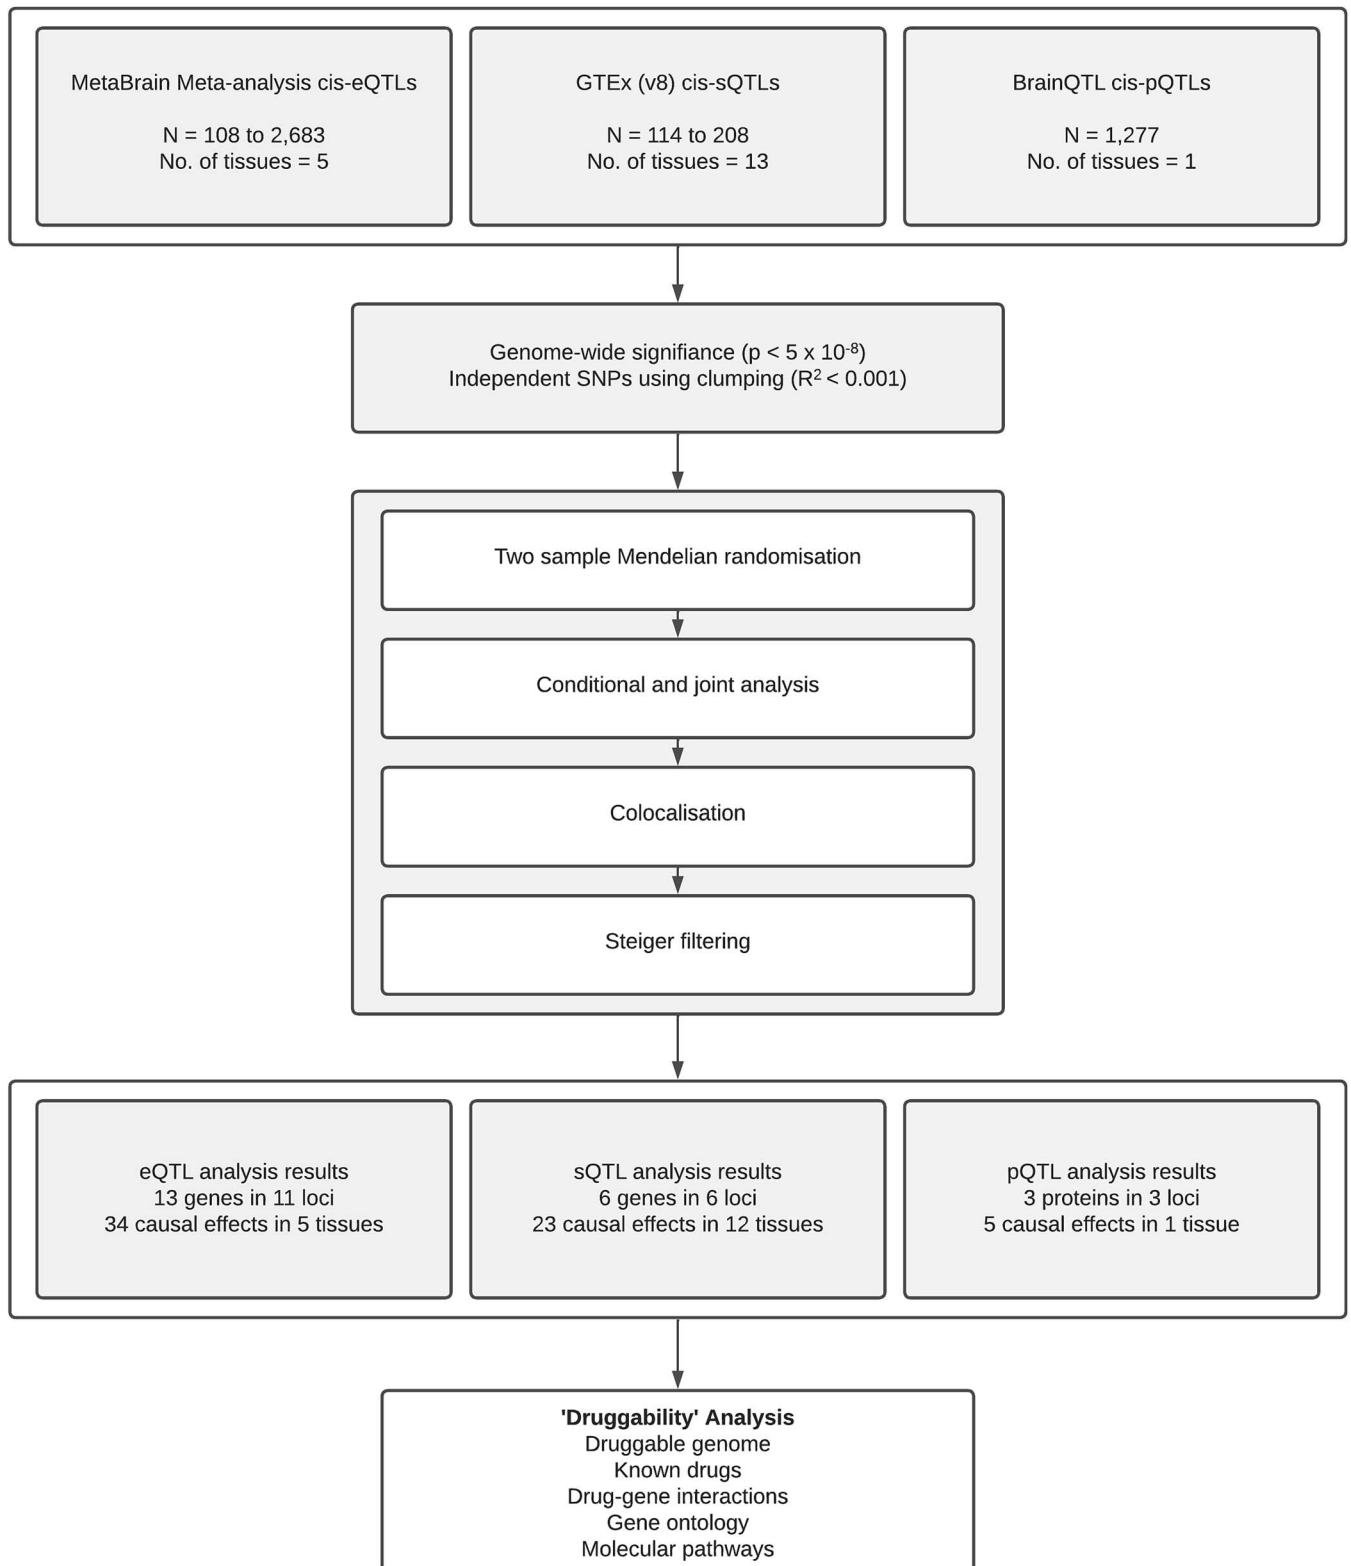 MetaBrain Meta-analysis cis-eQTLs
N = 108 to 2,683
No. of tissues = 5
GTEx (v8) cis-sQTLs
N = 114 to 208
No. of tissues = 13
BrainQTL cis-pQTLs
N = 1,277
No. of tissues = 1
Genome-wide signifiance (p < 5 x 10⁻⁸)
Independent SNPs using clumping (R² < 0.001)
Two sample Mendelian randomisation
Conditional and joint analysis
Colocalisation
Steiger filtering
eQTL analysis results
13 genes in 11 loci
34 causal effects in 5 tissues
sQTL analysis results
6 genes in 6 loci
23 causal effects in 12 tissues
pQTL analysis results
3 proteins in 3 loci
5 causal effects in 1 tissue
'Druggability' Analysis
Druggable genome
Known drugs
Drug-gene interactions
Gene ontology
Molecular pathways